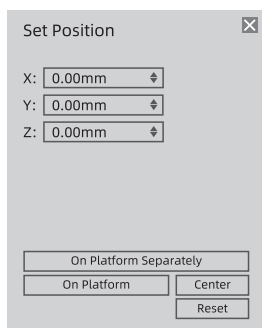 Set Position
X: 0.00mm
Y: 0.00mm
Z: 0.00mm
On Platform Separately
On Platform Center
Reset